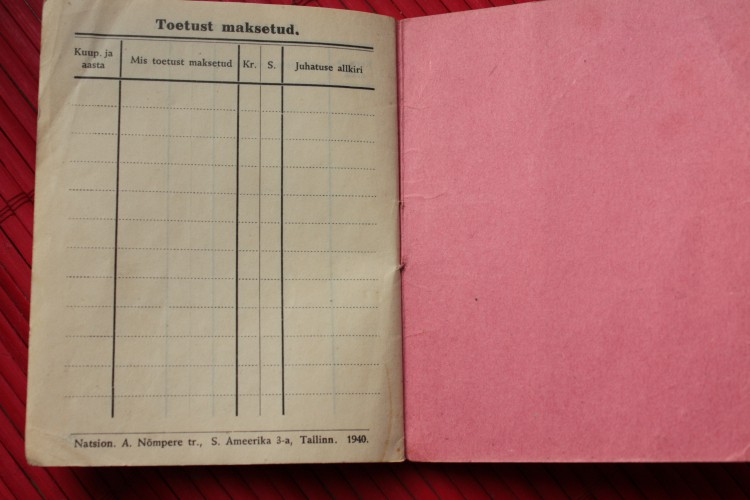 Toetust maksetud.
Kuup. ja aasta
Mis toetust maksetud
Kr.
S.
Juhatuse allkiri
Natsion. A. Nõmpere tr., S. Ameerika 3-a, Tallinn. 1940.